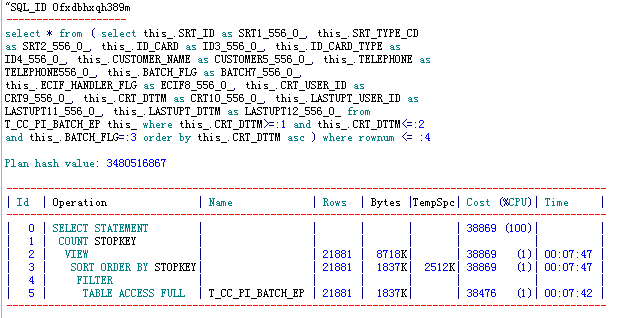 "SQL_ID 0fxdbhxqh389m
--------------------
select * from ( select this_.SRT_ID as SRT1_556_0_, this_.SRT_TYPE_CD
as SRT2_556_0_, this_.ID_CARD as ID3_556_0_, this_.ID_CARD_TYPE as
ID4_556_0_, this_.CUSTOMER_NAME as CUSTOMER5_556_0_, this_.TELEPHONE as
TELEPHONE556_0_, this_.BATCH_FLG as BATCH7_556_0_,
this_.ECIF_HANDLER_FLG as ECIF8_556_0_, this_.CRT_USER_ID as
CRT9_556_0_, this_.CRT_DTTM as CRT10_556_0_, this_.LASTUPT_USER_ID as
LASTUPT11_556_0_, this_.LASTUPT_DTTM as LASTUPT12_556_0_ from
T_CC_PI_BATCH_EP this_ where this_.CRT_DTTM>=:1 and this_.CRT_DTTM<=:2
and this_.BATCH_FLG=:3 order by this_.CRT_DTTM asc ) where rownum <= :4
Plan hash value: 3480516867
| Id | Operation | Name | Rows | Bytes |TempSpc| Cost (%CPU)| Time |
| 0 | SELECT STATEMENT | | | | | 38869 (100)| |
| 1 | COUNT STOPKEY | | | | | | |
| 2 | VIEW | | 21881 | 8718K| | 38869 (1)| 00:07:47 |
| 3 | SORT ORDER BY STOPKEY| | 21881 | 1837K| 2512K| 38869 (1)| 00:07:47 |
| 4 | FILTER | | | | | | |
| 5 | TABLE ACCESS FULL | T_CC_PI_BATCH_EP | 21881 | 1837K| | 38476 (1)| 00:07:42 |